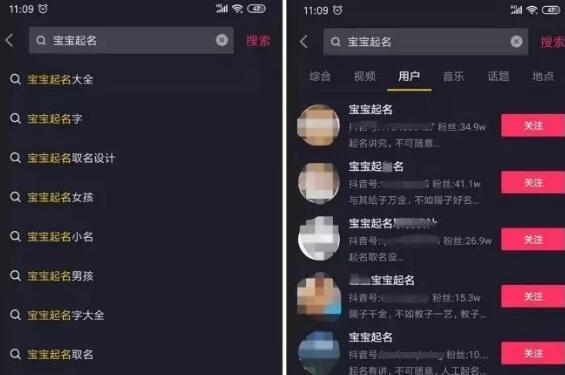 11:09
4G 47
宝宝起名
搜索
宝宝起名大全
宝宝起名字
宝宝起名取名设计
宝宝起名女孩
宝宝起名小名
宝宝起名男孩
宝宝起名字大全
宝宝起名取名
11:09
4G 47
宝宝起名
搜索
综合 视频 用户 音乐 话题 地点
宝宝起名
抖音号: 粉丝:34.9w
起名讲究,不可随意...
关注
宝宝起 名
抖音号: 粉丝:41.1w
与其给子万金,不如赐子好名...
关注
宝宝起名
抖音号: 粉丝:26.9w
起名取名设...
关注
宝宝起名
抖音号: 粉丝:15.3w
赐子千金,不如教子一艺,教子...
关注
宝宝起名
抖音号: 粉丝:10.
起名有讲,不可随意,人工起名...
关注